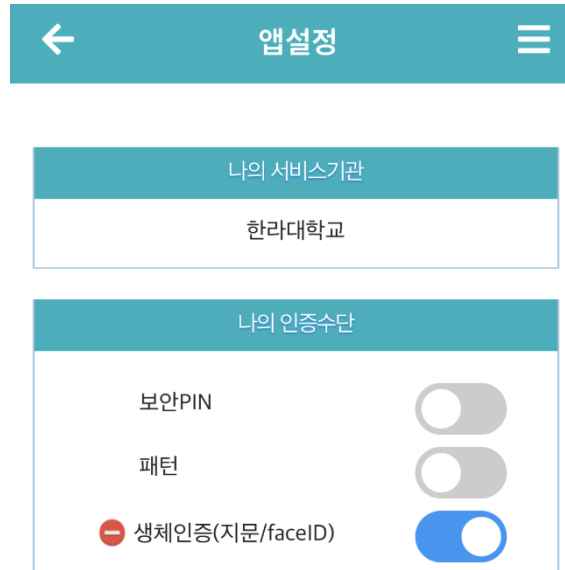 앱설정
나의 서비스기관
한라대학교
나의 인증수단
보안PIN
패턴
생체인증(지문/faceID)